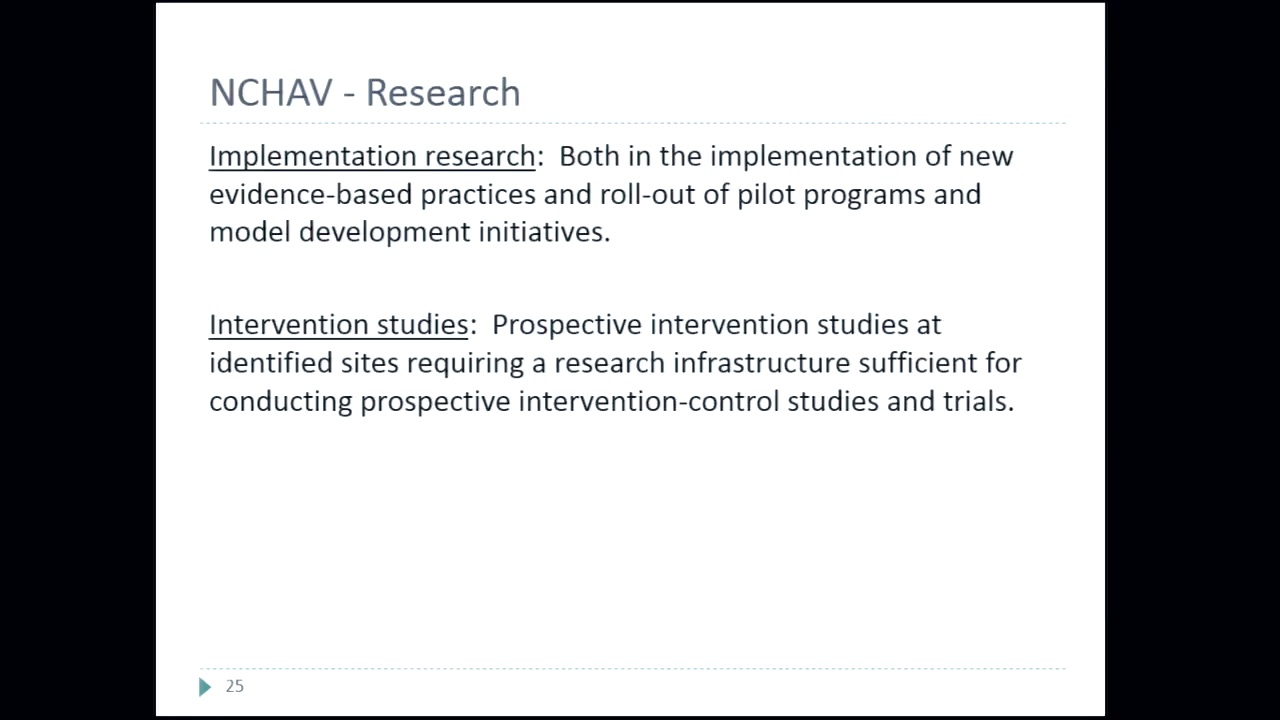 NCHAV - Research
Implementation research:  Both in the implementation of new
evidence-based practices and roll-out of pilot programs and
model development initiatives.
Intervention studies:  Prospective intervention studies at
identified sites requiring a research infrastructure sufficient for
conducting prospective intervention-control studies and trials.
25